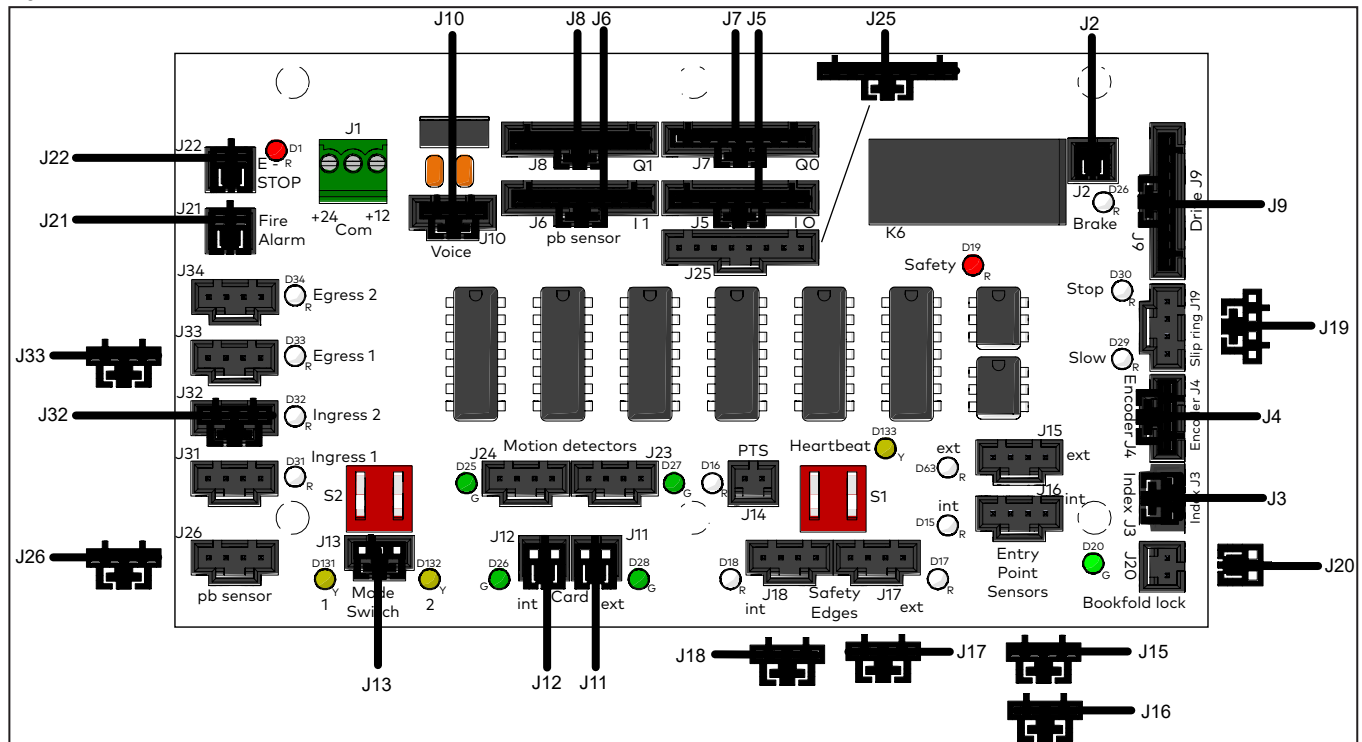 J10
J8 J6
J7 J5
J25
J2
J22
J22
D1
R
E -
STOP
J1
+24
+12
Com
J21
J21
Fire
Alarm
J8
Q1
J6
I1
pb sensor
J10
Voice
J7
Q0
J5
I O
J25
K6
J2
D26
R
Brake
Drive J9
J9
J9
Safety
D19
R
J34
D34
R
Egress 2
Stop
D30
R
Slip ring J19
J19
J33
J33
D33
R
Egress 1
Slow
D29
R
J32
J32
D32
R
Ingress 2
Encoder J4
Encoder J4
J4
J31
D31
R
Ingress 1
S2
Motion detectors
D25
G
J24
J23
D27
G
D16
R
PTS
J14
Heartbeat
D133
Y
S1
ext
D63
R
J15
ext
int
D15
R
J16
int
Index J3
Index J3
J3
J26
J26
pb sensor
D131
Y
1
J13
Mode
Switch
D132
Y
2
D26
G
J12
int
Card
J11
ext
D28
G
D18
R
int
J18
Safety
Edges
J17
ext
D17
R
Entry
Point
Sensors
D20
G
J20
Bookfold lock
J20
J13
J12
J11
J18
J17
J15
J16